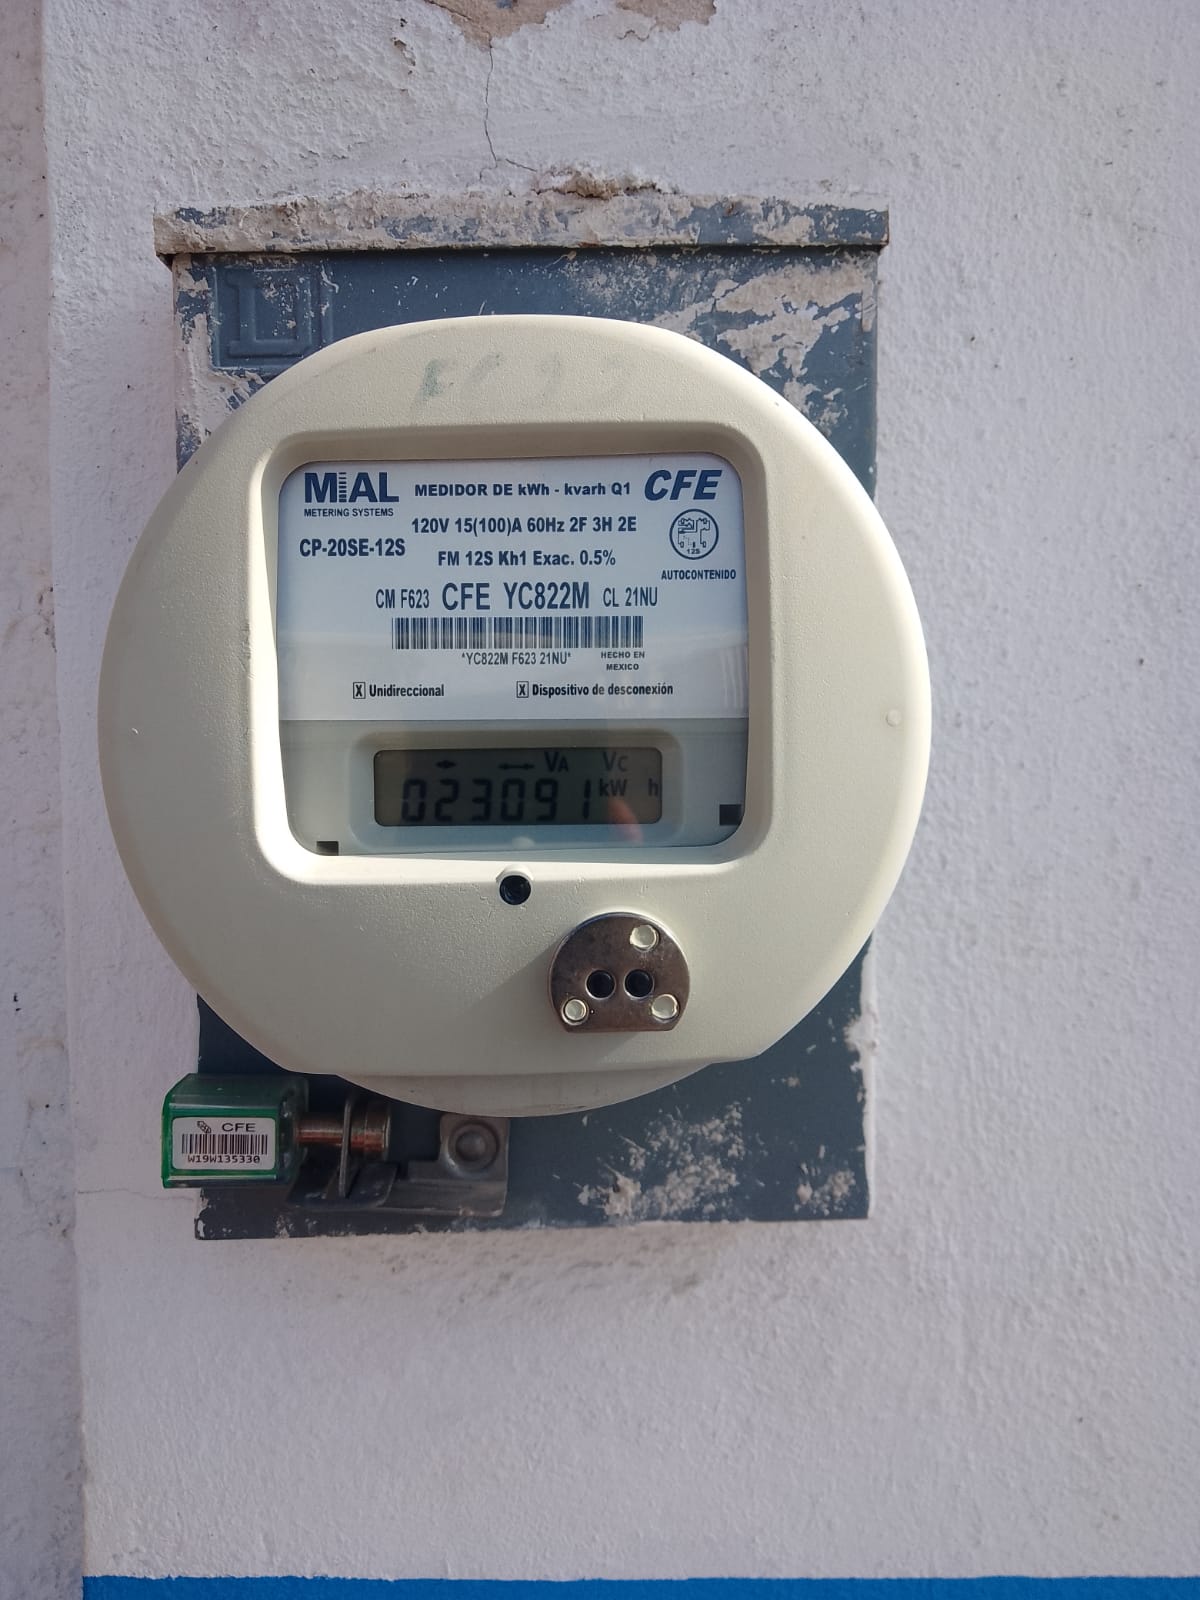 MIAL
METERING SYSTEMS
MEDIDOR DE kWh - kvarh Q1
CFE
120V 15(100)A 60Hz 2F 3H 2E
CP-20SE-12S
FM 12S Kh1 Exac. 0.5%
12S
AUTOCONTENIDO
CM F623 CFE YC822M CL 21NU
*YC822M F623 21NU*
HECHO EN
MEXICO
X Unidireccional
X Dispositivo de desconexión
VA VC
023091 kW h
CFE
W19W135330